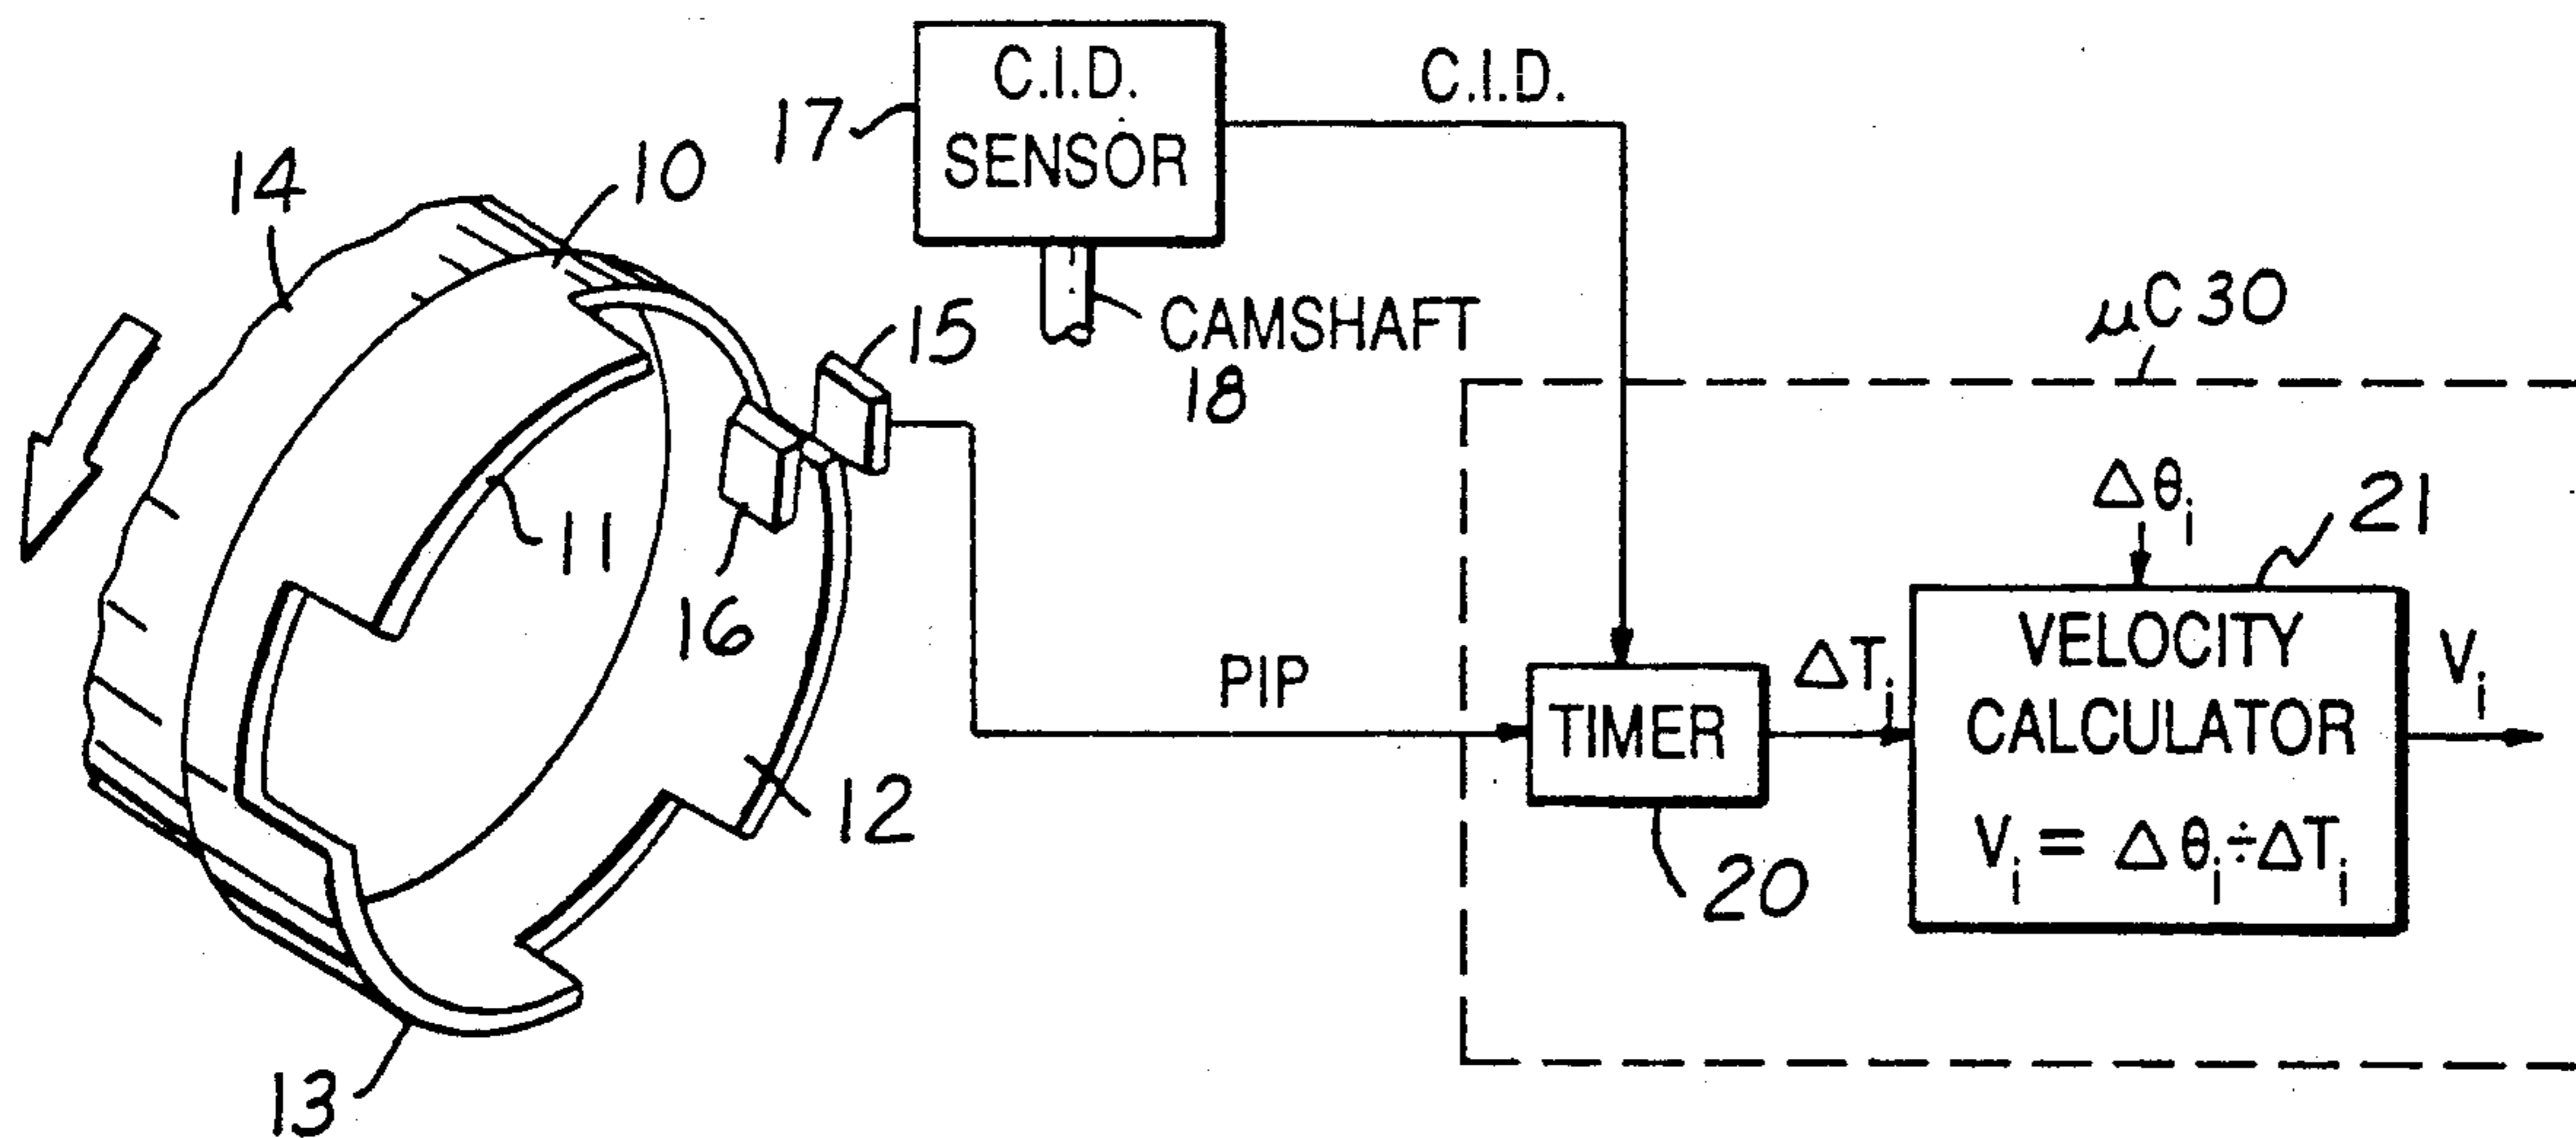 C.I.D.
SENSOR
17
C.I.D.
14
10
15
CAMSHAFT
18
μC 30
11
16
Δθi
21
PIP
TIMER
20
ΔTi
VELOCITY
CALCULATOR
Vi = Δθi÷ΔTi
Vi
12
13